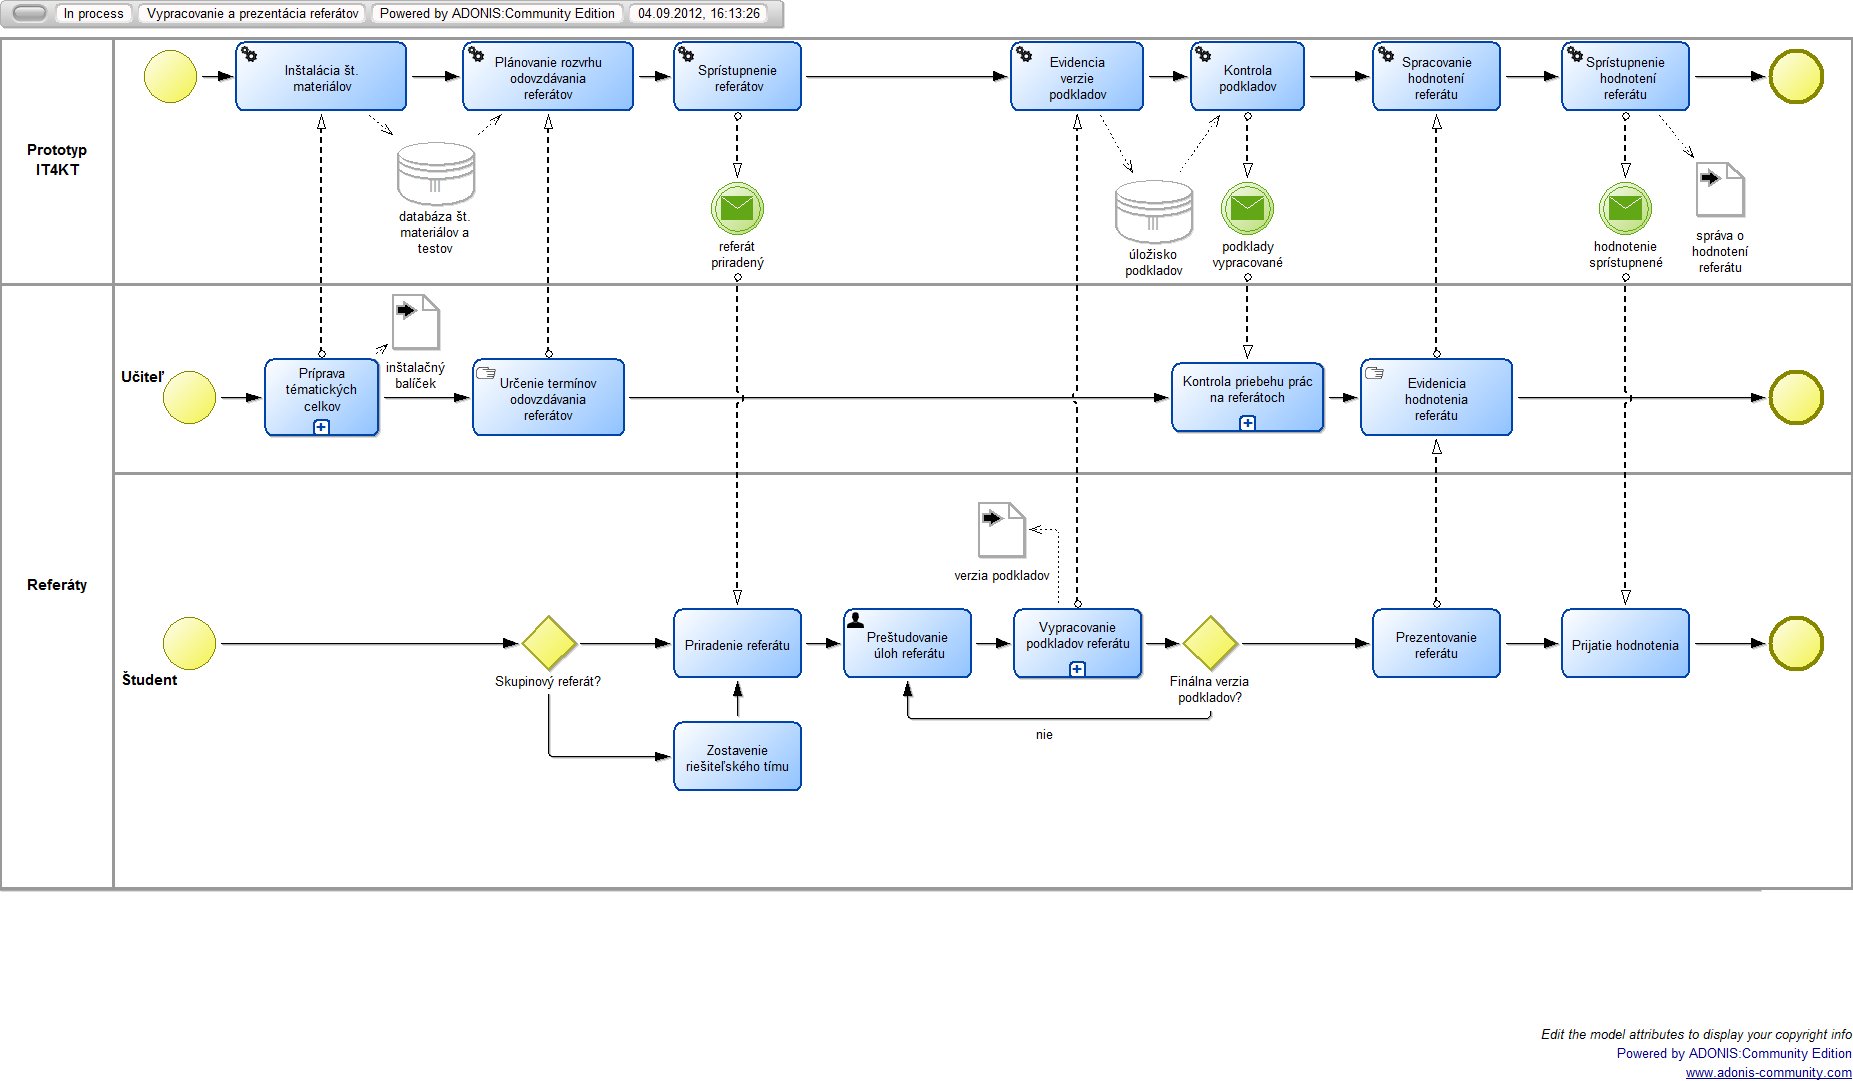 In process
Vypracovanie a prezentácia referátov
Powered by ADONIS:Community Edition
04.09.2012, 16:13:26
Prototyp
IT4KT
Inštalácia št.
materiálov
Plánovanie rozvrhu
odovzdávania
referátov
Sprístupnenie
referátov
Evidencia
verzie
podkladov
Kontrola
podkladov
Spracovanie
hodnotení
referátu
Sprístupnenie
hodnotení
referátu
databáza št.
materiálov a
testov
referát
priradený
úložisko
podkladov
podklady
vypracované
hodnotenie
sprístupnené
správa o
hodnotení
referátu
Referáty
Učiteľ
Príprava
tématických
celkov
inštalačný
balíček
Určenie termínov
odovzdávania
referátov
Kontrola priebehu prác
na referátoch
Evidenicia
hodnotenia
referátu
Študent
Skupinový referát?
Priradenie referátu
Zostavenie
riešiteľského tímu
Preštudovanie
úloh referátu
verzia podkladov
Vypracovanie
podkladov referátu
Finálna verzia
podkladov?
nie
Prezentovanie
referátu
Prijatie hodnotenia
Edit the model attributes to display your copyright info
Powered by ADONIS:Community Edition
www.adonis-community.com